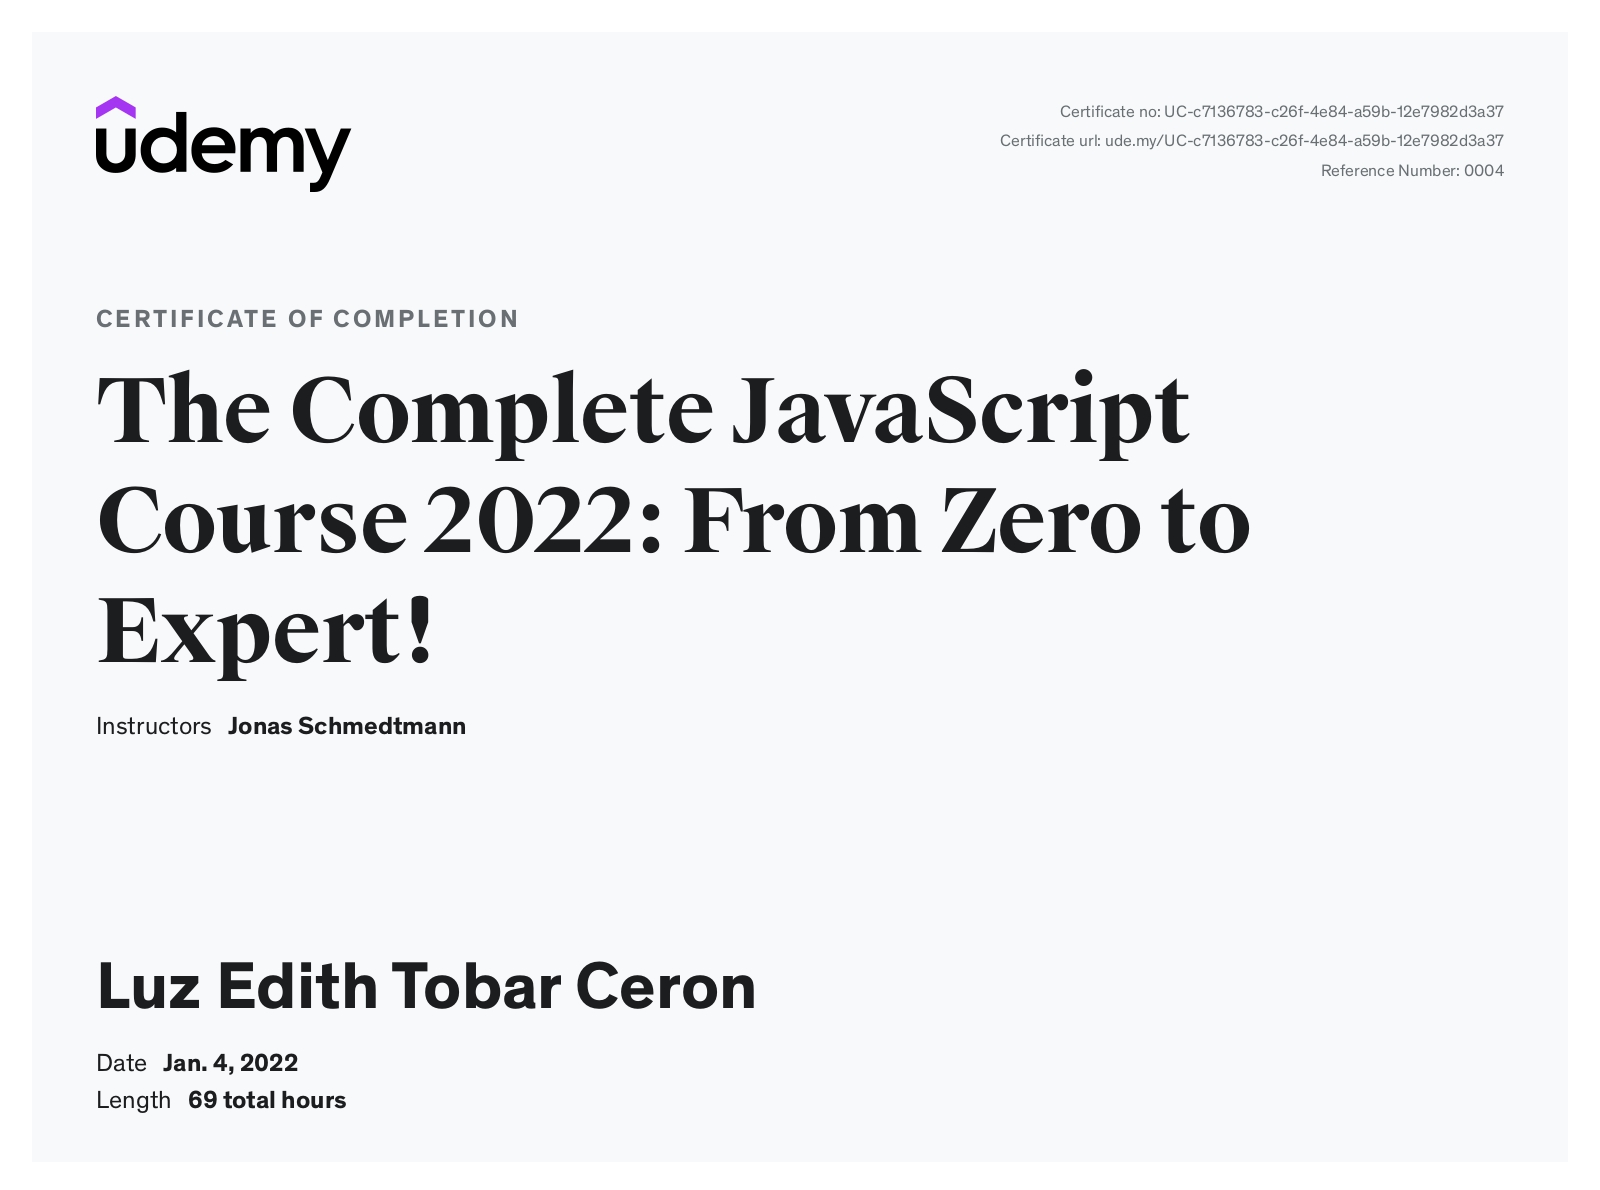 udemy
Certificate no: UC-c7136783-c26f-4e84-a59b-12e7982d3a37
Certificate url: ude.my/UC-c7136783-c26f-4e84-a59b-12e7982d3a37
Reference Number: 0004
CERTIFICATE OF COMPLETION
The Complete JavaScript
Course 2022: From Zero to
Expert!
Instructors Jonas Schmedtmann
Luz Edith Tobar Ceron
Date Jan. 4, 2022
Length 69 total hours